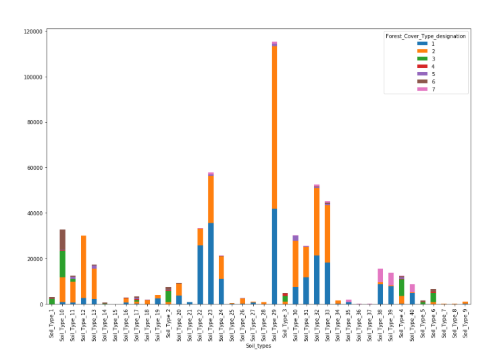 Forest_Cover_Type_designation
1
2
3
4
5
6
7
120000
100000
80000
60000
40000
20000
0
Soil_Type_1
Soil_Type_10
Soil_Type_11
Soil_Type_12
Soil_Type_13
Soil_Type_14
Soil_Type_15
Soil_Type_16
Soil_Type_17
Soil_Type_18
Soil_Type_19
Soil_Type_2
Soil_Type_20
Soil_Type_21
Soil_Type_22
Soil_Type_23
Soil_Type_24
Soil_Type_25
Soil_Type_26
Soil_Type_27
Soil_Type_28
Soil_Type_29
Soil_Type_3
Soil_Type_30
Soil_Type_31
Soil_Type_32
Soil_Type_33
Soil_Type_34
Soil_Type_35
Soil_Type_36
Soil_Type_37
Soil_Type_38
Soil_Type_39
Soil_Type_4
Soil_Type_40
Soil_Type_5
Soil_Type_6
Soil_Type_7
Soil_Type_8
Soil_Type_9
Soil_types